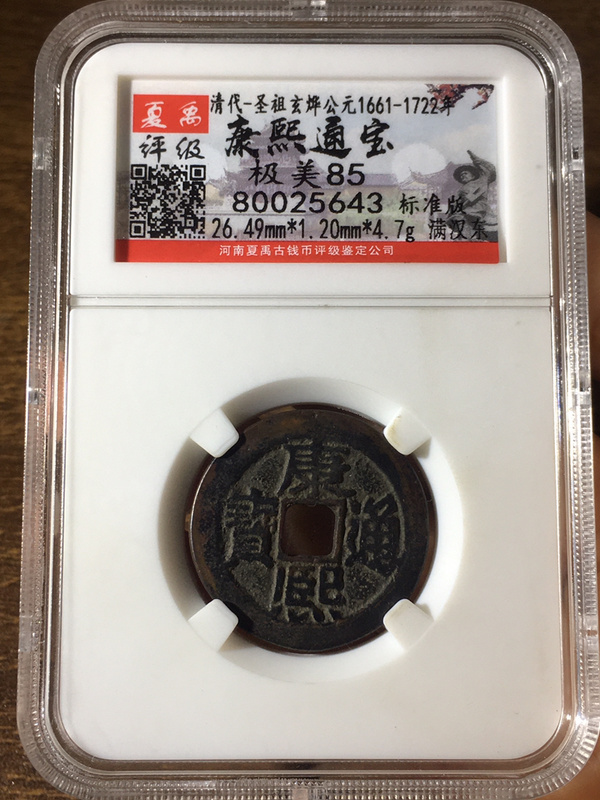 夏禹
评级
清代-圣祖玄烨公元1661-1722年
康熙通宝
极美85
80025643 标准版
26.49mm*1.20mm*4.7g 满汉东
河南夏禹古钱币评级鉴定公司
康熙通寶